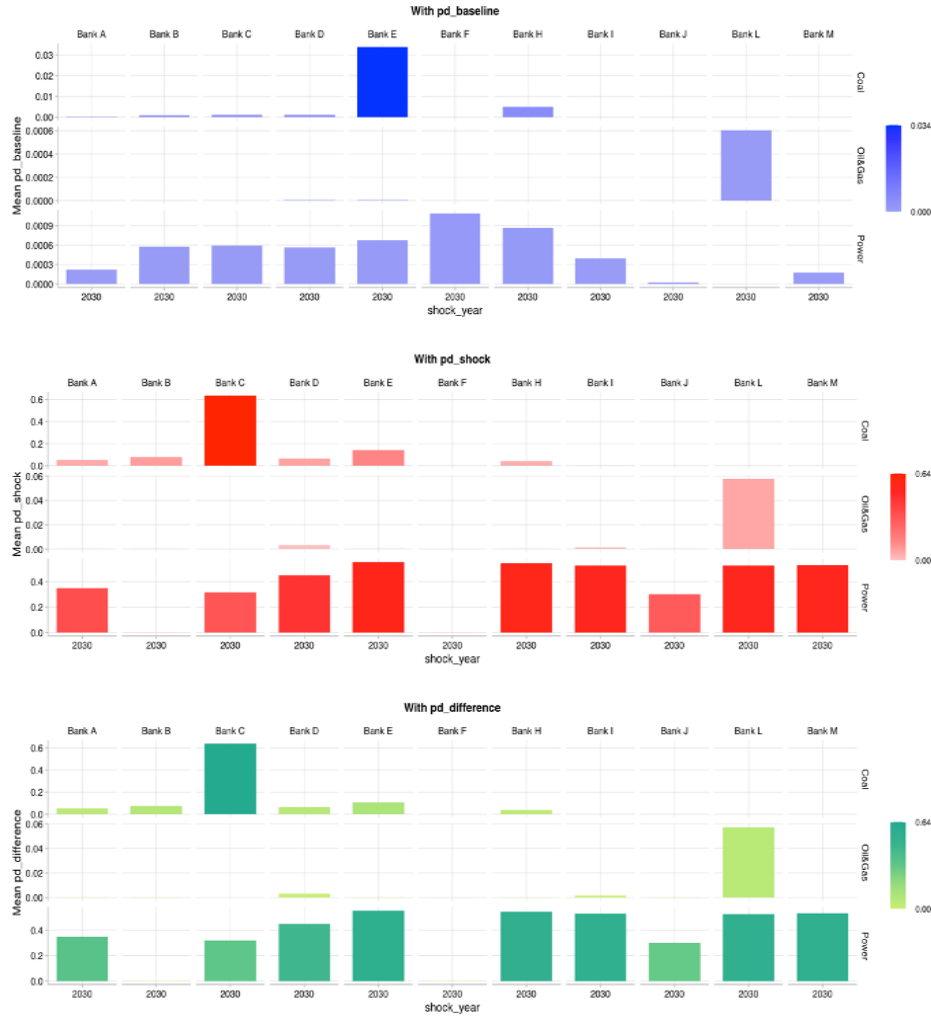 With pd_baseline
Bank A Bank B Bank C Bank D Bank E Bank F Bank H Bank I Bank J Bank L Bank M
Mean pd_baseline
0.03
0.02
0.01
0.00
Coal
0.0006
0.0004
0.0002
0.0000
Oil&Gas
0.0009
0.0006
0.0003
0.0000
Power
2030 2030 2030 2030 2030 2030 2030 2030 2030 2030 2030
shock_year
0.034
0.000
With pd_shock
Bank A Bank B Bank C Bank D Bank E Bank F Bank H Bank I Bank J Bank L Bank M
Mean pd_shock
0.6
0.4
0.2
0.0
Coal
0.06
0.04
0.02
0.00
Oil&Gas
0.4
0.2
0.0
Power
2030 2030 2030 2030 2030 2030 2030 2030 2030 2030 2030
shock_year
0.64
0.00
With pd_difference
Bank A Bank B Bank C Bank D Bank E Bank F Bank H Bank I Bank J Bank L Bank M
Mean pd_difference
0.6
0.4
0.2
0.0
Coal
0.06
0.04
0.02
0.00
Oil&Gas
0.4
0.2
0.0
Power
2030 2030 2030 2030 2030 2030 2030 2030 2030 2030 2030
shock_year
0.64
0.00